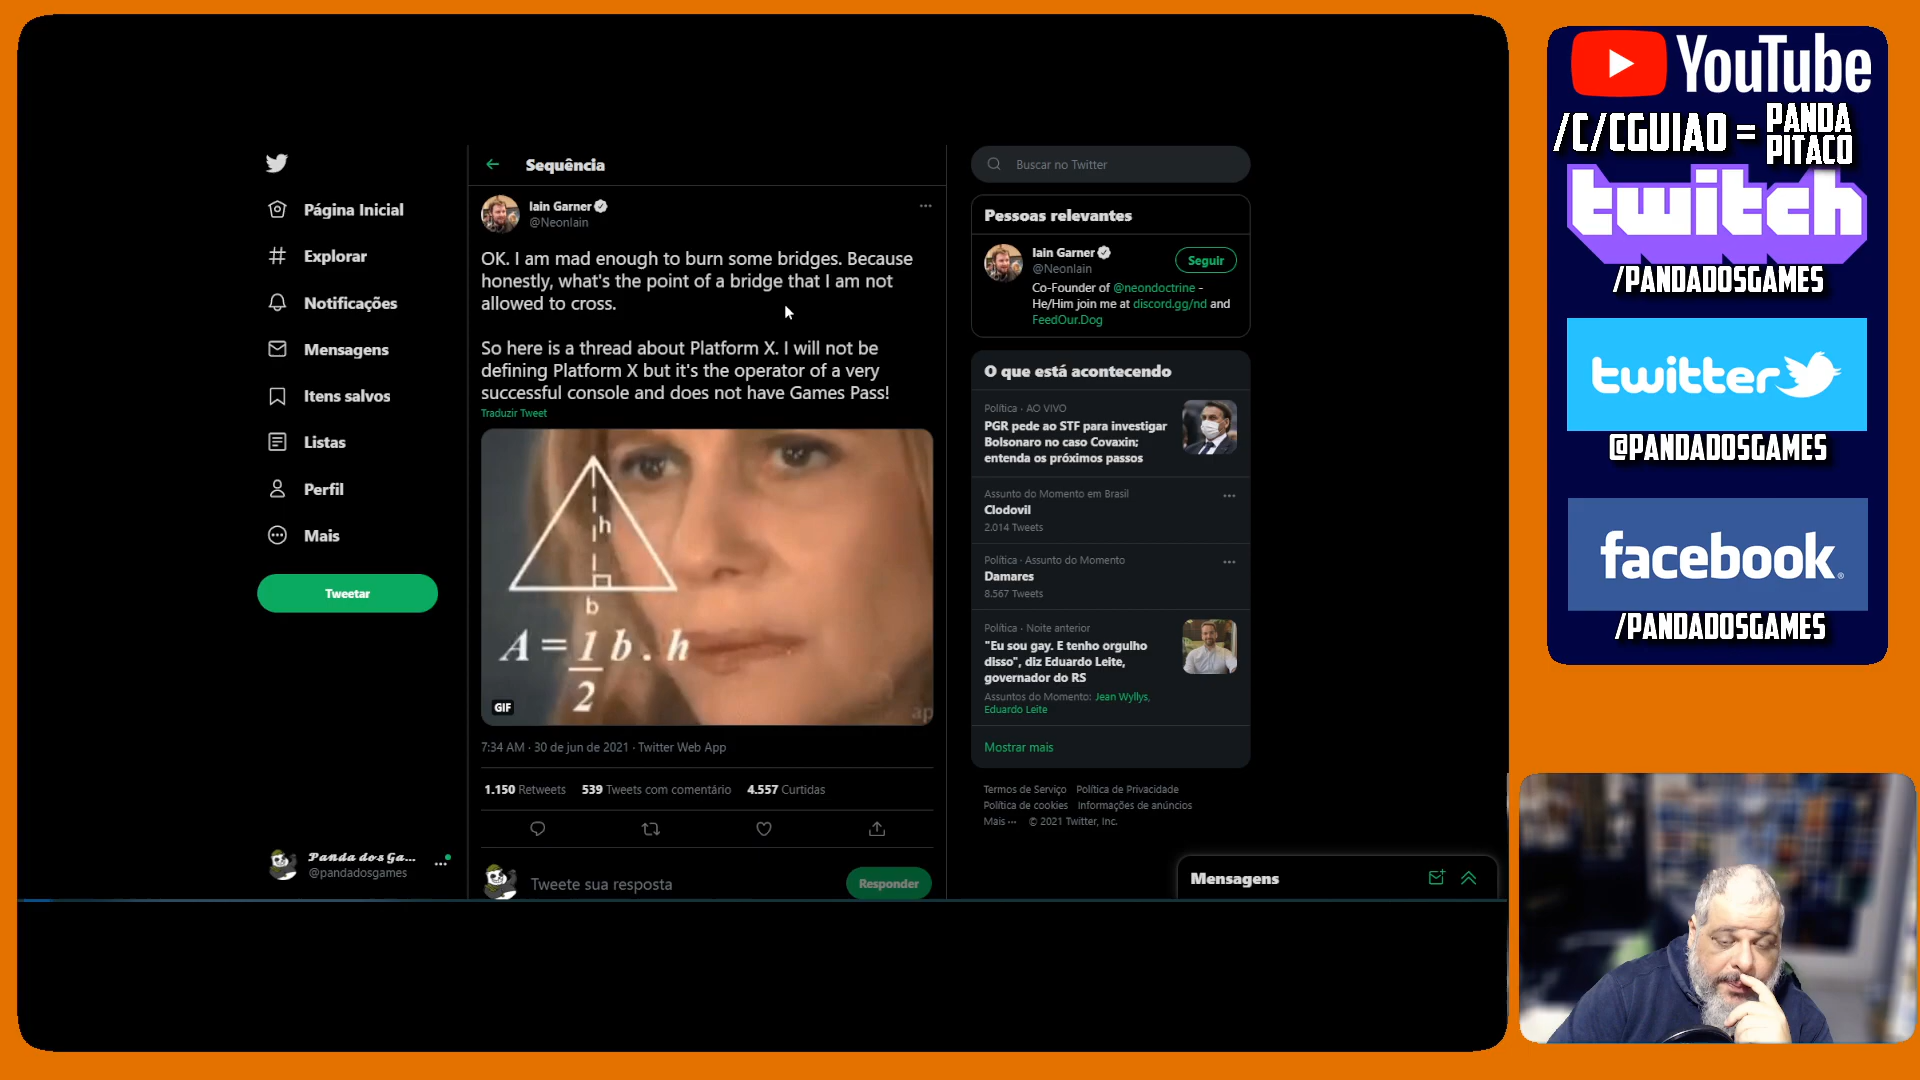 Página Inicial
Explorar
Notificações
Mensagens
Itens salvos
Listas
Perfil
Mais
Tweetar
Panda dos Ga...
@pandadosgames
Sequência
Iain Garner
@NeonIain
OK. I am mad enough to burn some bridges. Because
honestly, what's the point of a bridge that I am not
allowed to cross.
So here is a thread about Platform X. I will not be
defining Platform X but it's the operator of a very
successful console and does not have Games Pass!
Traduzir Tweet
h
b
A = 1/2 b . h
GIF
7:34 AM · 30 de jun de 2021 · Twitter Web App
1.150 Retweets 539 Tweets com comentário 4.557 Curtidas
Tweete sua resposta
Responder
Buscar no Twitter
Pessoas relevantes
Iain Garner
@NeonIain
Seguir
Co-Founder of @neondoctrine -
He/Him join me at discord.gg/nd and
FeedOur.Dog
O que está acontecendo
Política · AO VIVO
PGR pede ao STF para investigar
Bolsonaro no caso Covaxin;
entenda os próximos passos
Assunto do Momento em Brasil
Clodovil
2.014 Tweets
Política · Assunto do Momento
Damares
8.567 Tweets
Política · Noite anterior
"Eu sou gay. E tenho orgulho
disso", diz Eduardo Leite,
governador do RS
Assuntos do Momento: Jean Wyllys,
Eduardo Leite
Mostrar mais
Termos de Serviço Política de Privacidade
Política de cookies Informações de anúncios
Mais ··· © 2021 Twitter, Inc.
Mensagens
YouTube
/C/CGUIAO = PANDA
PITACO
twitch
/PANDADOSGAMES
twitter
@PANDADOSGAMES
facebook
/PANDADOSGAMES